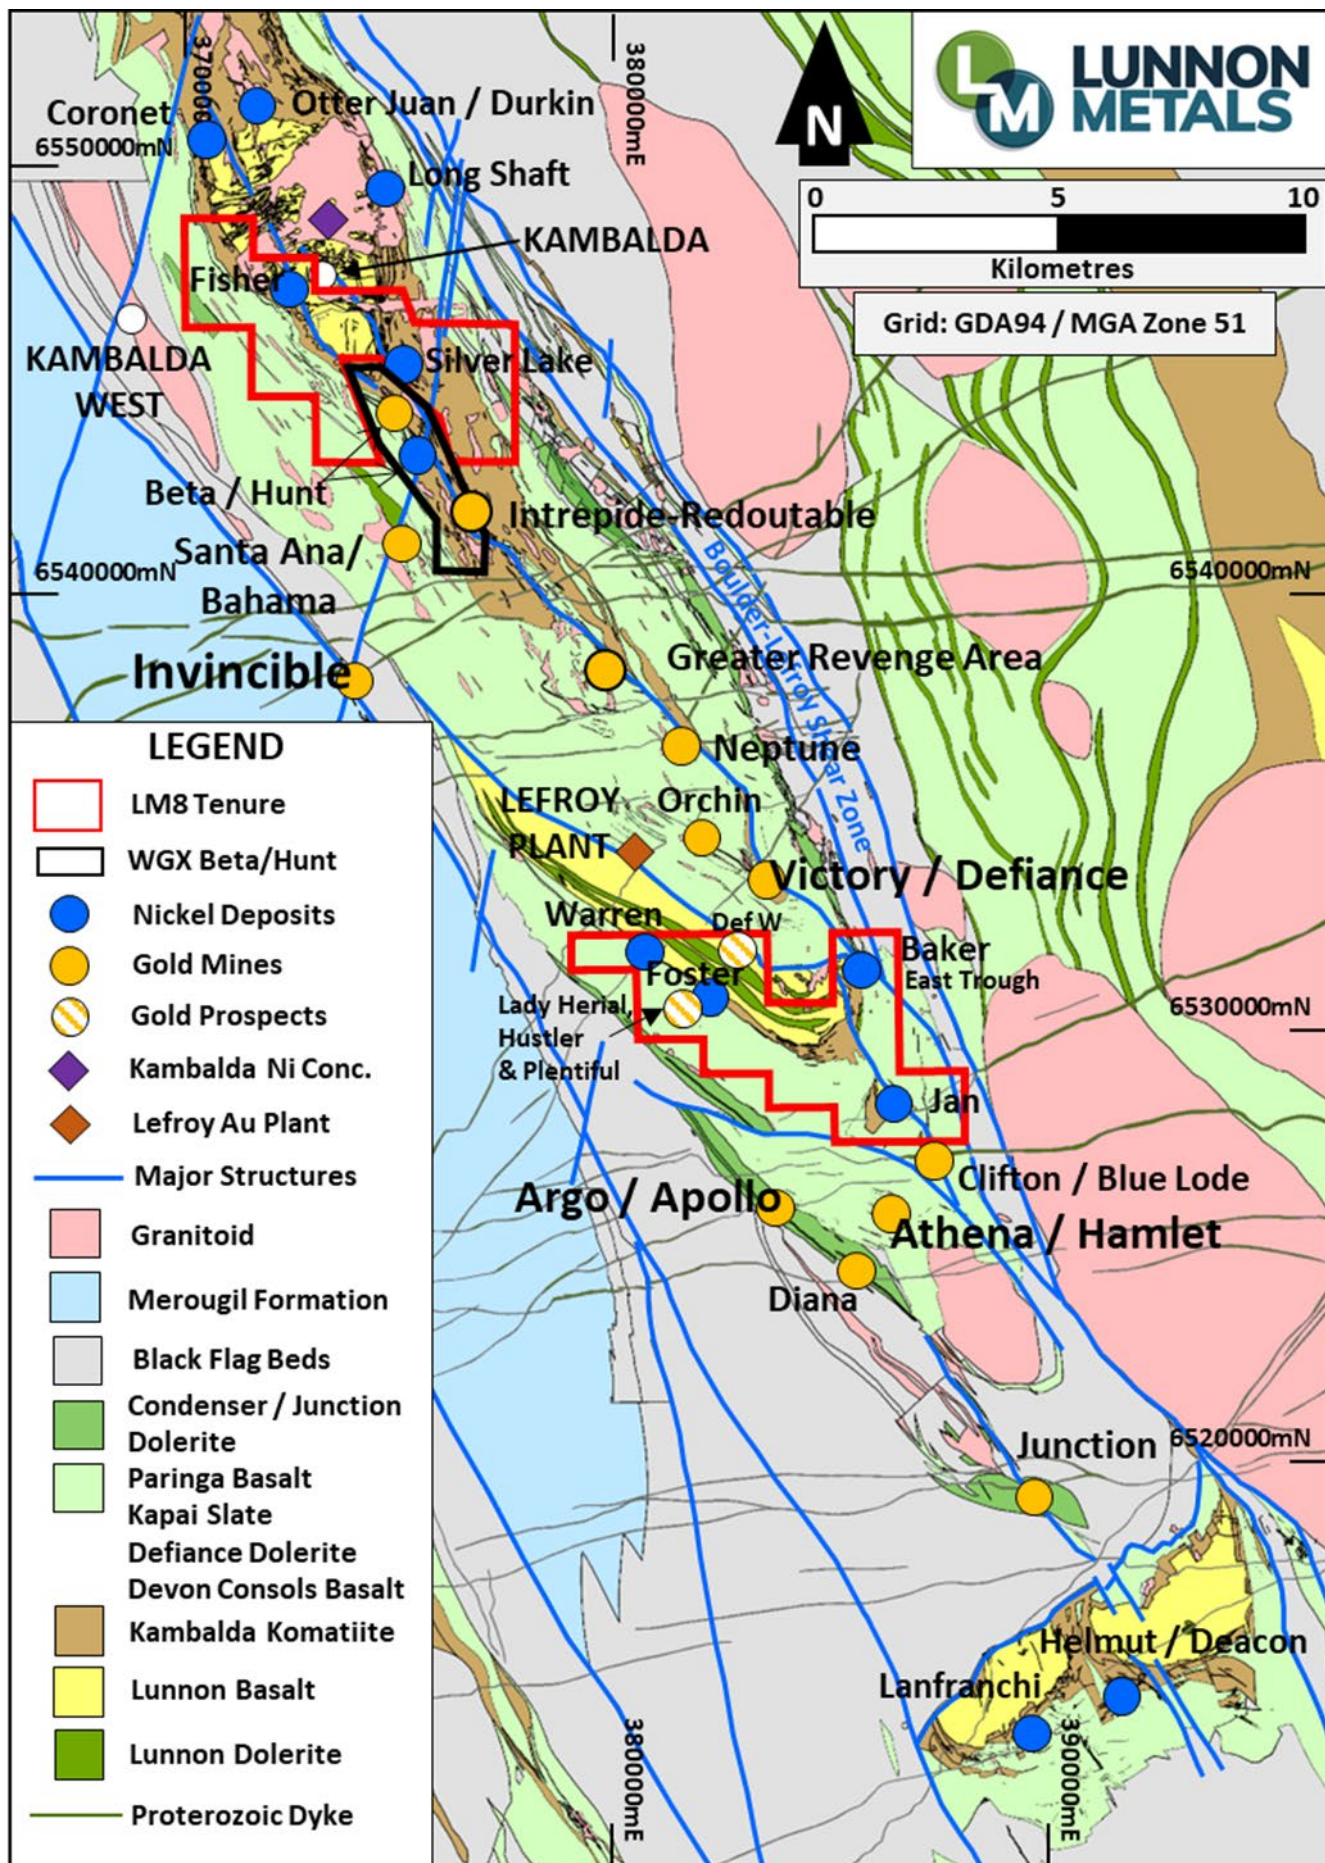 LM LUNNON
METALS
N
0 5 10
Kilometres
Grid: GDA94 / MGA Zone 51
370000
380000mE
Coronet
6550000mN
Otter Juan / Durkin
Long Shaft
KAMBALDA
Fisher
KAMBALDA
WEST
Silver Lake
Beta / Hunt
Intrepide-Redoutable
Santa Ana/
Bahama
6540000mN
6540000mN
Boulder-Lefroy Shear Zone
Invincible
Greater Revenge Area
Neptune
LEFROY
PLANT
Orchin
Victory / Defiance
Warren
Def W
Baker
East Trough
Foster
Lady Herial,
Hustler
& Plentiful
6530000mN
Jan
Clifton / Blue Lode
Argo / Apollo
Athena / Hamlet
Diana
Junction
6520000mN
Helmut / Deacon
Lanfranchi
380000mE
390000mE
LEGEND
LM8 Tenure
WGX Beta/Hunt
Nickel Deposits
Gold Mines
Gold Prospects
Kambalda Ni Conc.
Lefroy Au Plant
Major Structures
Granitoid
Merougil Formation
Black Flag Beds
Condenser / Junction
Dolerite
Paringa Basalt
Kapai Slate
Defiance Dolerite
Devon Consols Basalt
Kambalda Komatiite
Lunnon Basalt
Lunnon Dolerite
Proterozoic Dyke